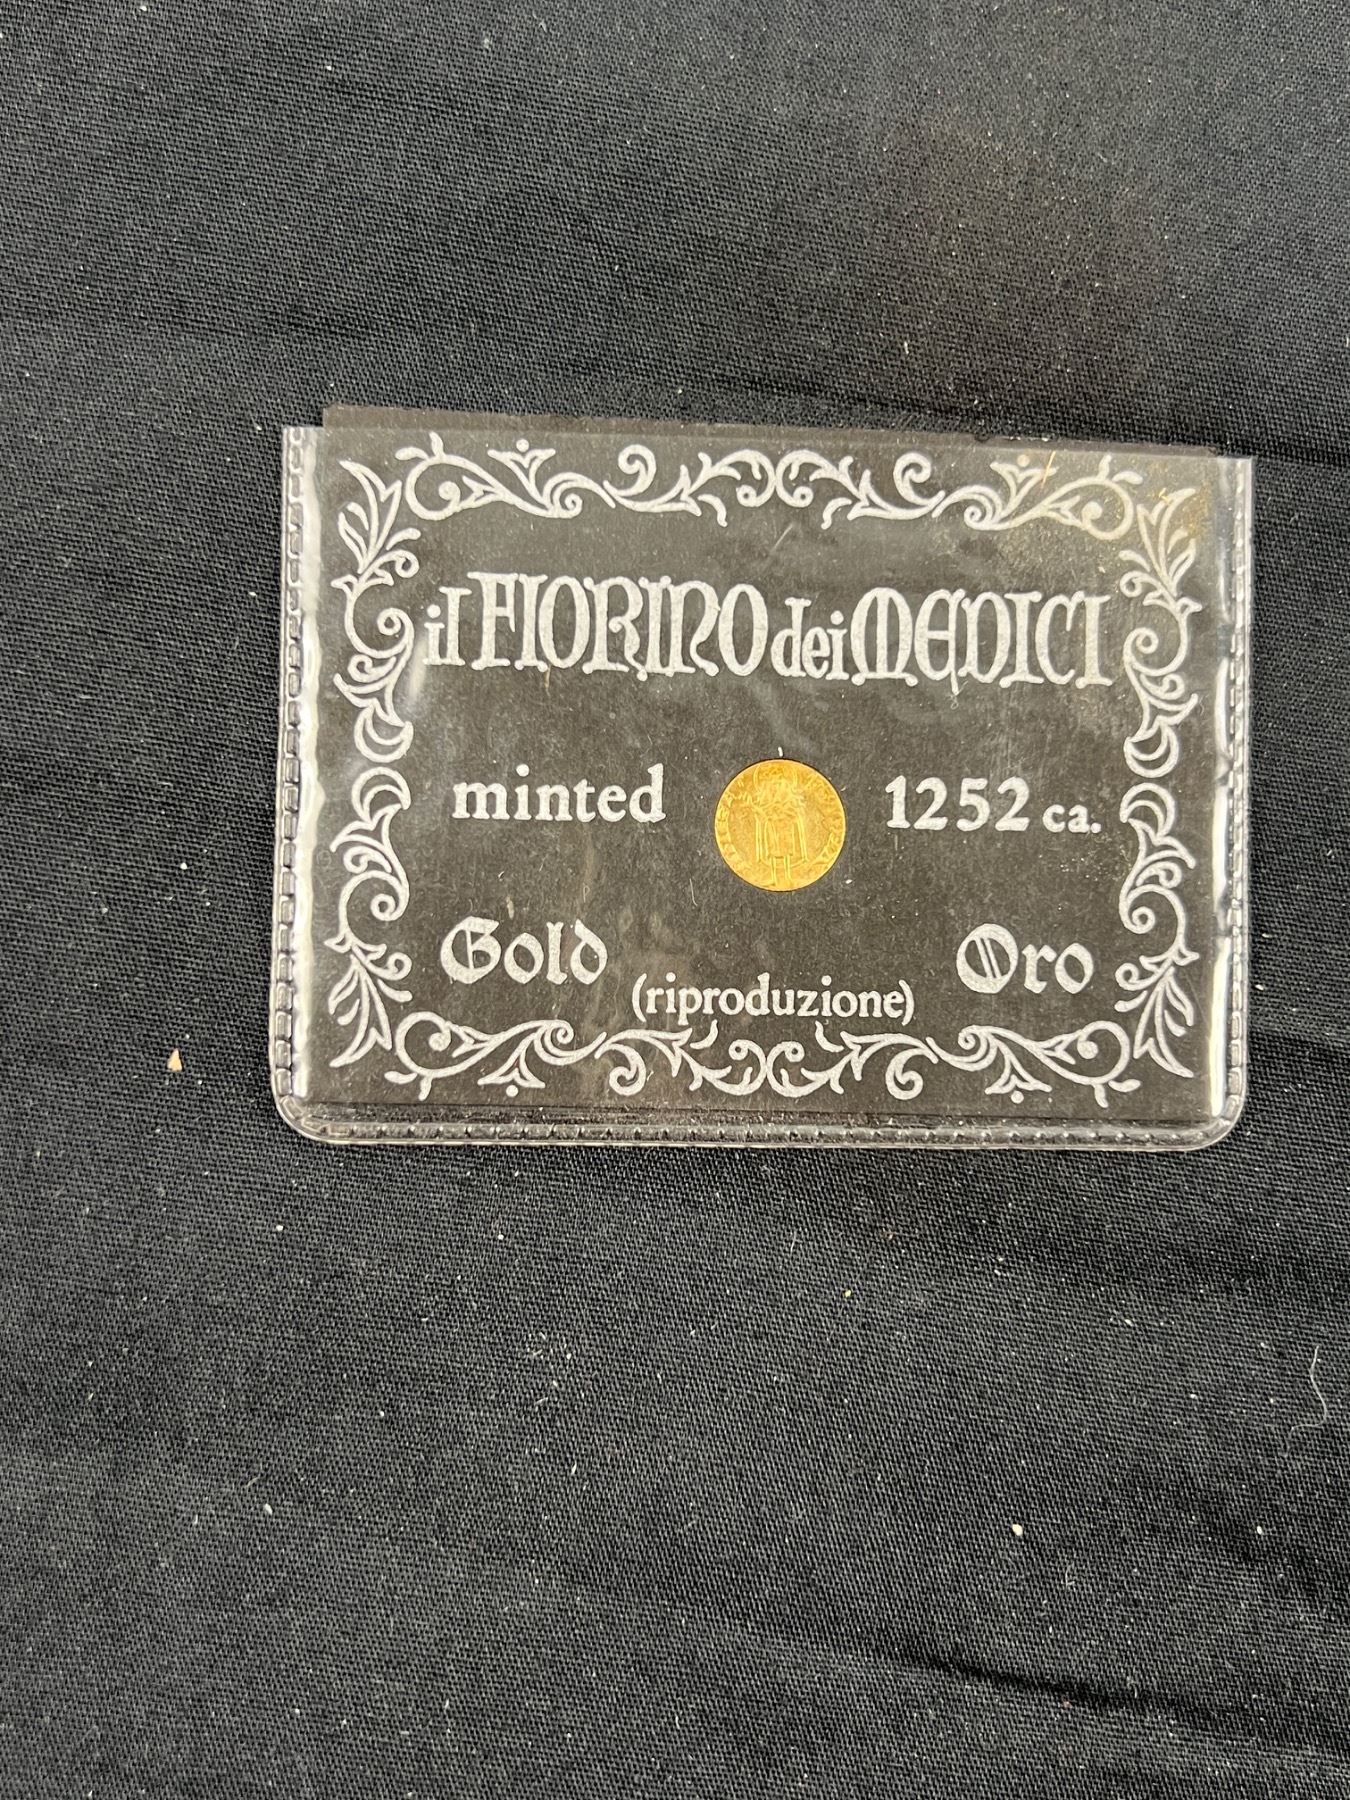 il FIORINO dei MEDICI
minted 1252 ca.
Gold Oro
(riproduzione)